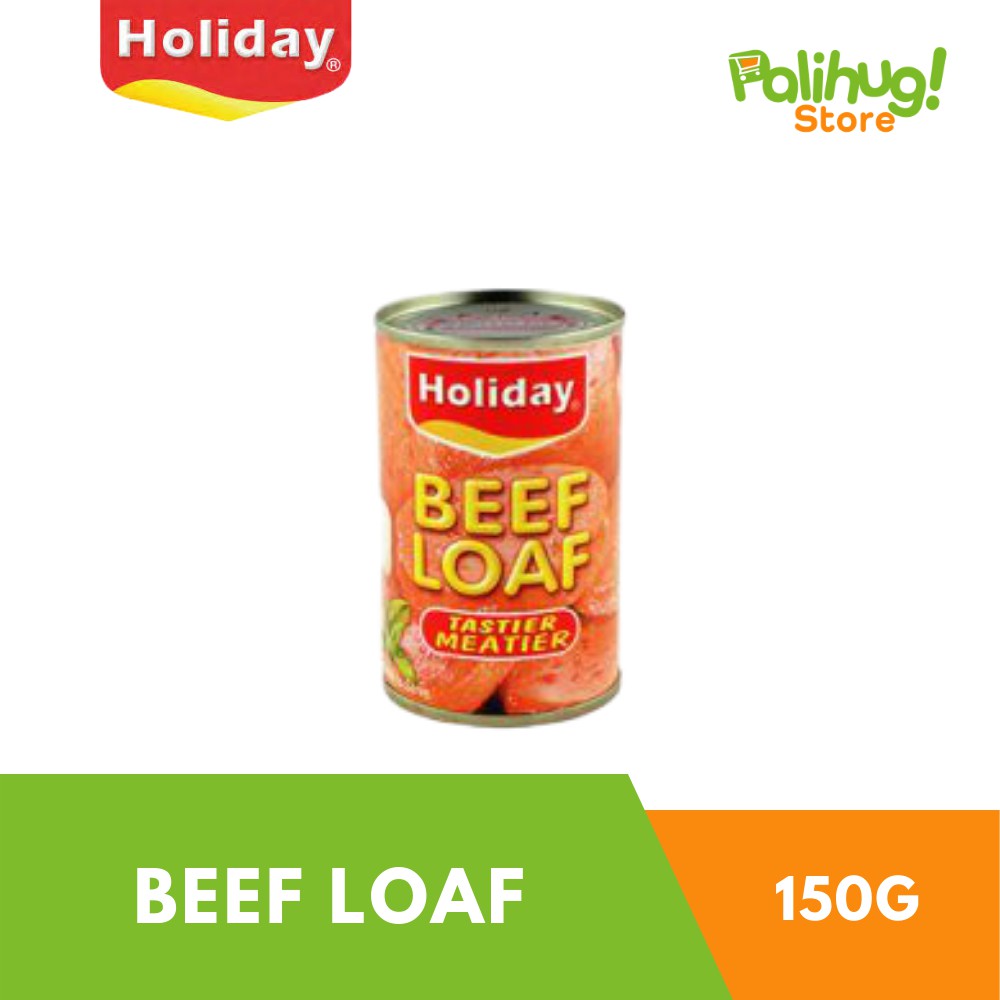 Holiday®
Palihug!
Store
Holiday
BEEF
LOAF
TASTIER
MEATIER
BEEF LOAF
150G